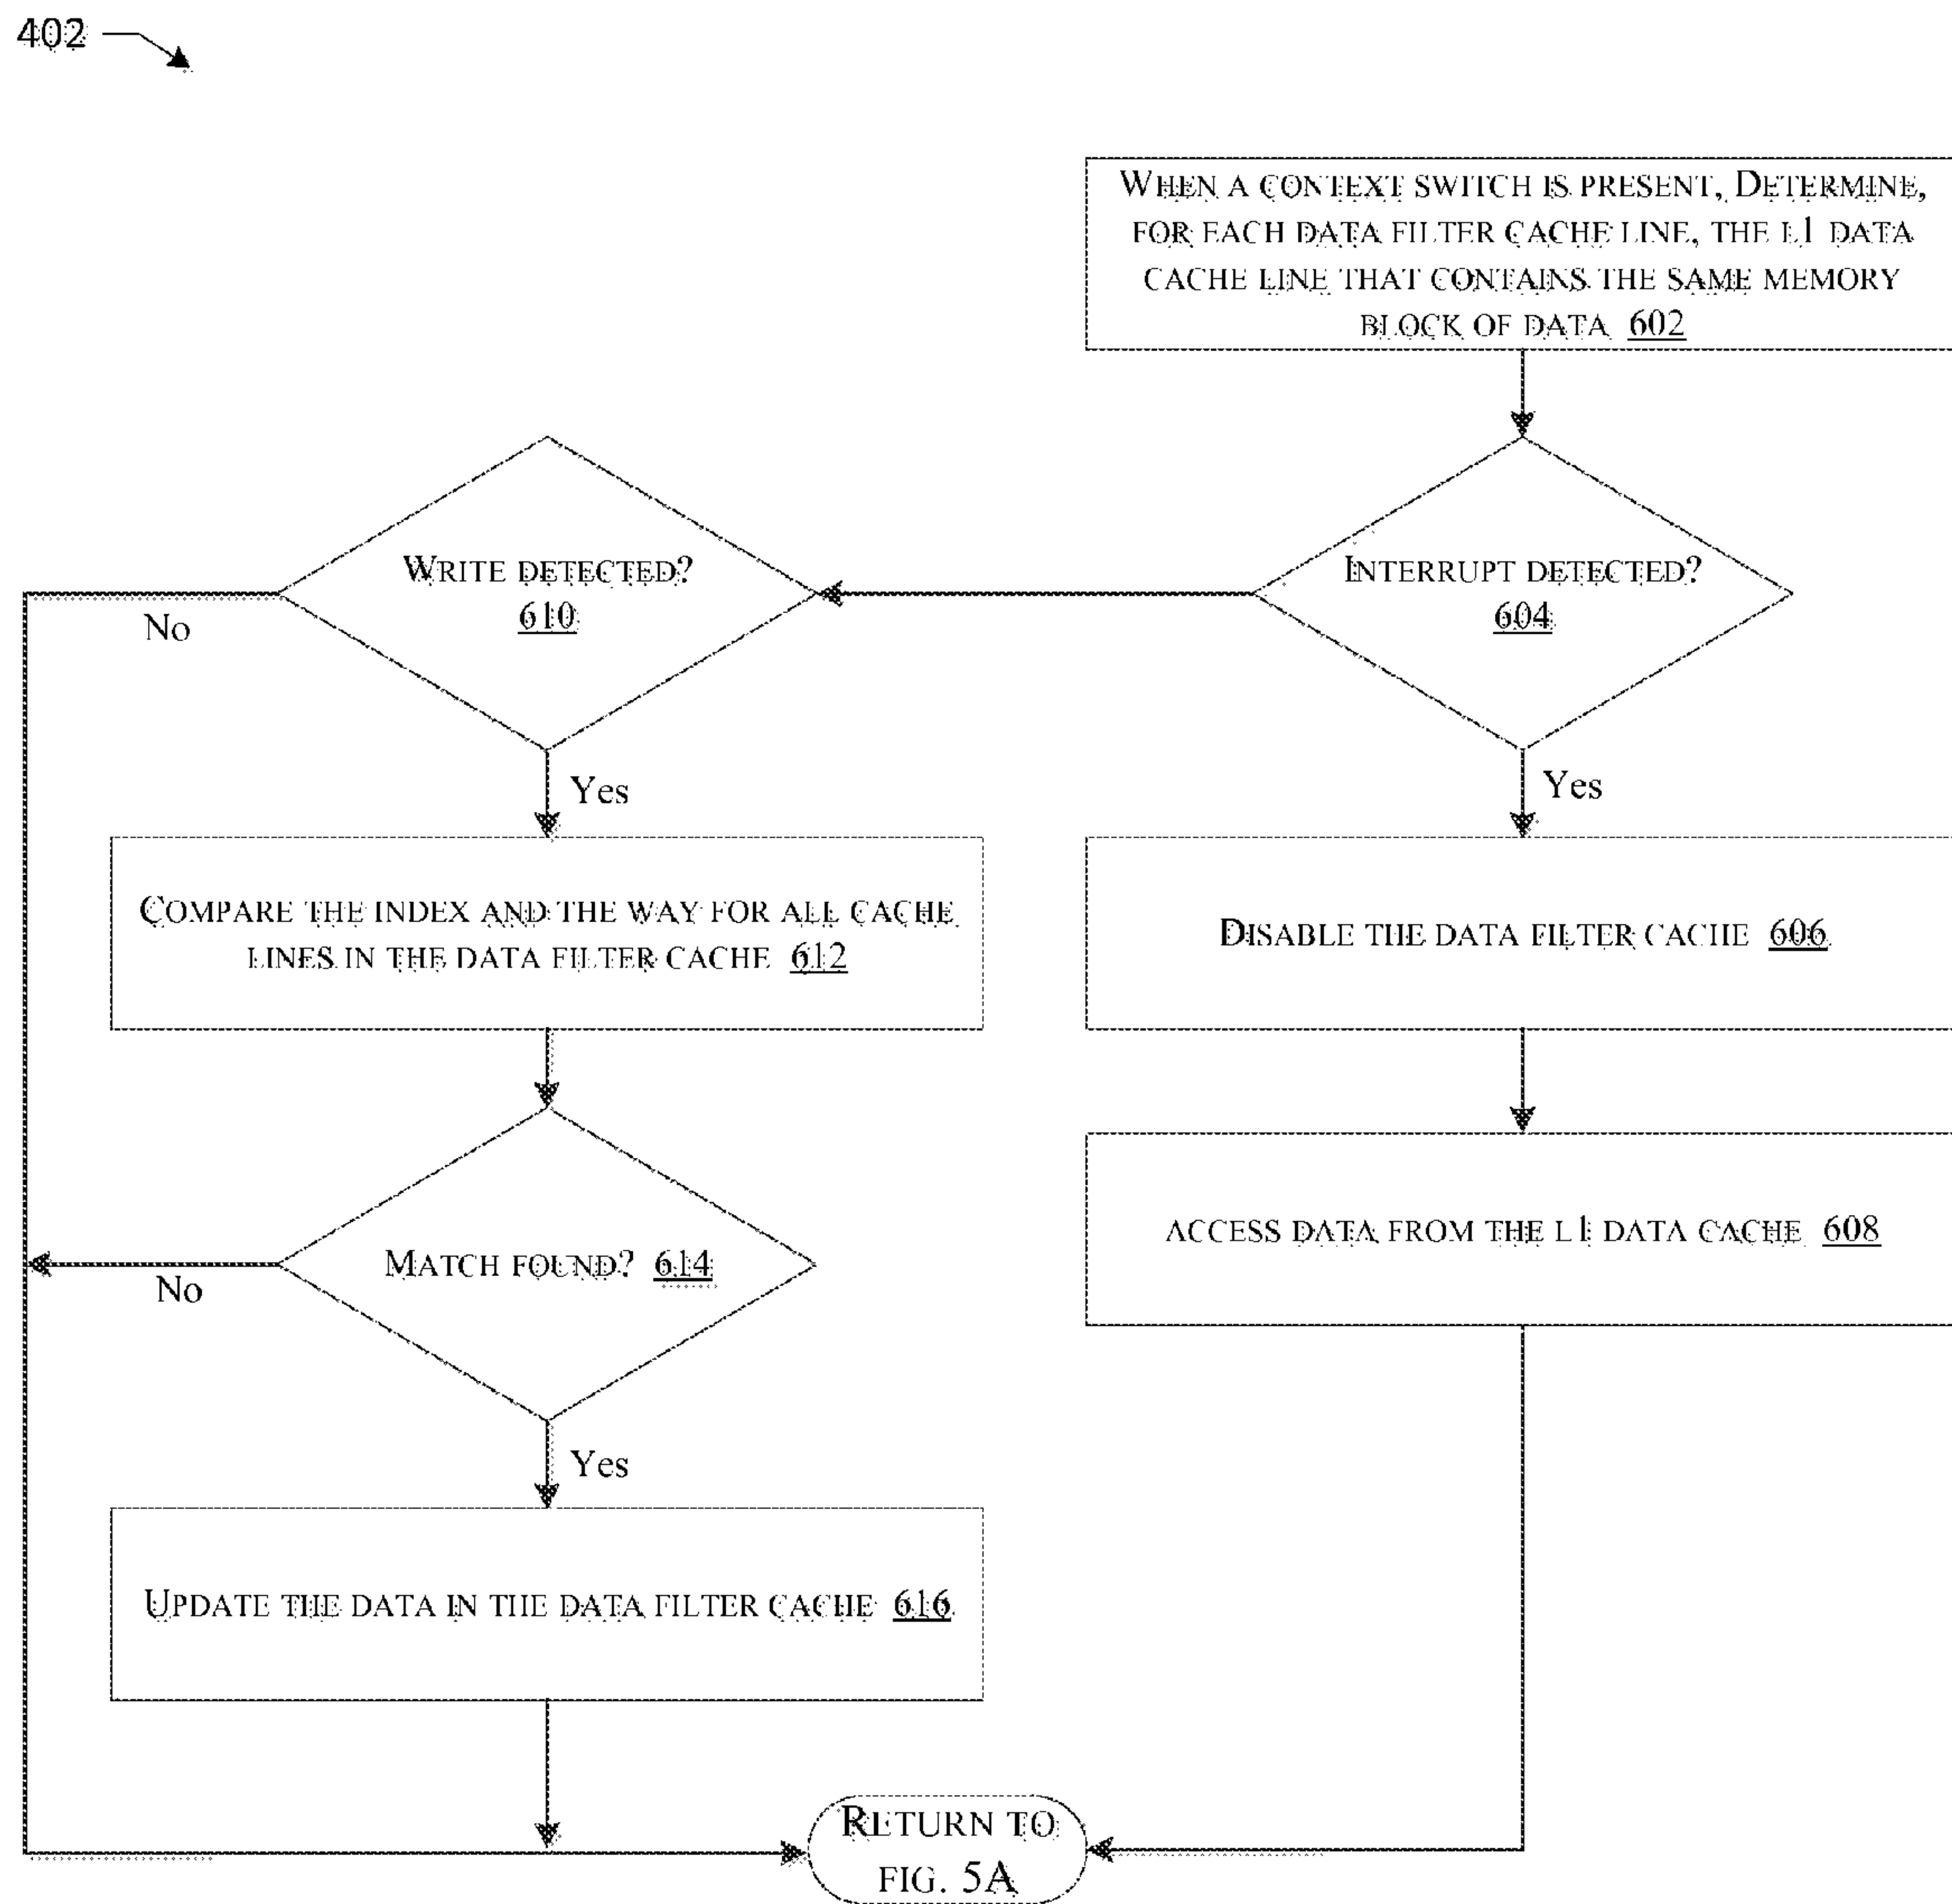 402
WHEN A CONTEXT SWITCH IS PRESENT, DETERMINE,
FOR EACH DATA FILTER CACHE LINE, THE L1 DATA
CACHE LINE THAT CONTAINS THE SAME MEMORY
BLOCK OF DATA 602
INTERRUPT DETECTED?
604
Yes
DISABLE THE DATA FILTER CACHE 606
ACCESS DATA FROM THE L1 DATA CACHE 608
WRITE DETECTED?
610
No
Yes
COMPARE THE INDEX AND THE WAY FOR ALL CACHE
LINES IN THE DATA FILTER CACHE 612
MATCH FOUND? 614
No
Yes
UPDATE THE DATA IN THE DATA FILTER CACHE 616
RETURN TO
FIG. 5A